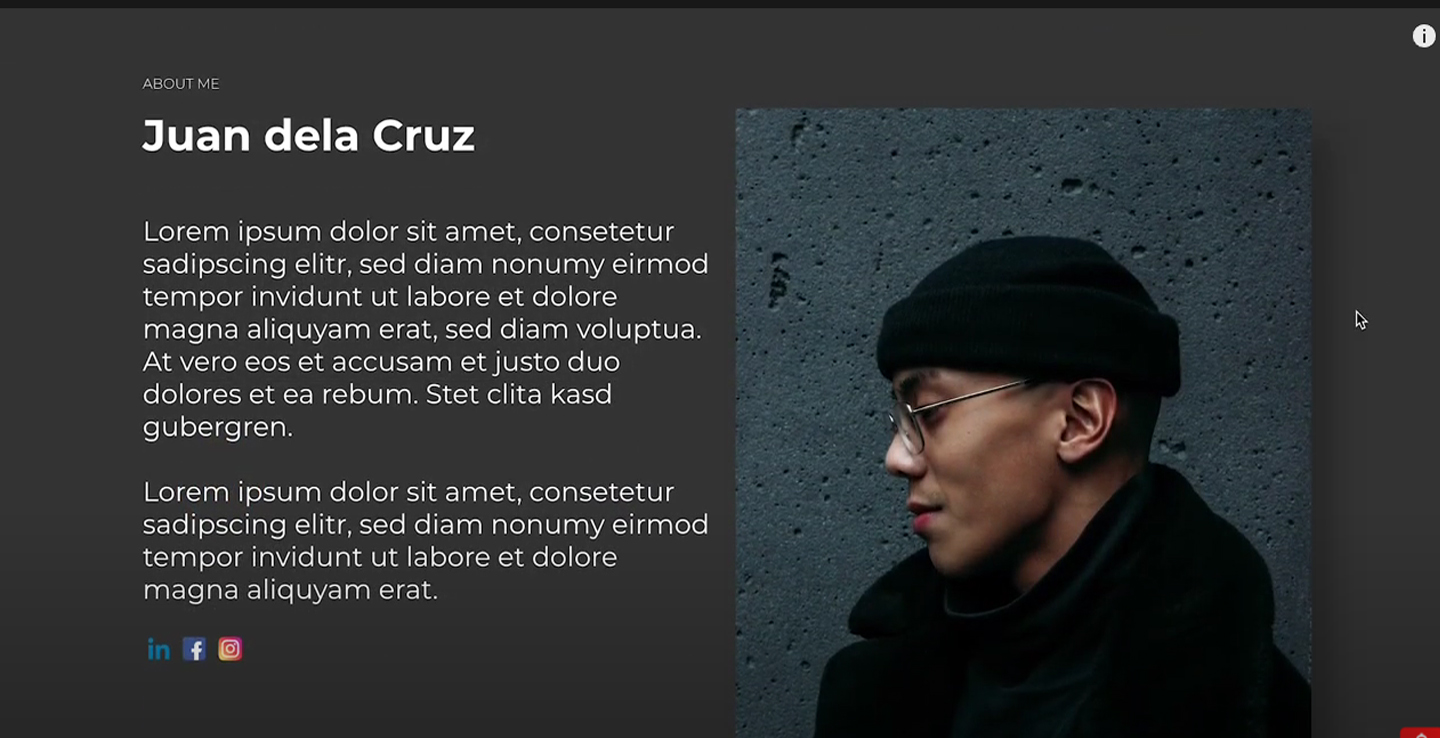 ABOUT ME
Juan dela Cruz
Lorem ipsum dolor sit amet, consetetur
sadipscing elitr, sed diam nonumy eirmod
tempor invidunt ut labore et dolore
magna aliquyam erat, sed diam voluptua.
At vero eos et accusam et justo duo
dolores et ea rebum. Stet clita kasd
gubergren.
Lorem ipsum dolor sit amet, consetetur
sadipscing elitr, sed diam nonumy eirmod
tempor invidunt ut labore et dolore
magna aliquyam erat.
in f
i